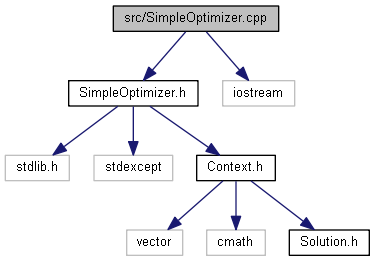 src/SimpleOptimizer.cpp
SimpleOptimizer.h
iostream
stdlib.h
stdexcept
Context.h
vector
cmath
Solution.h